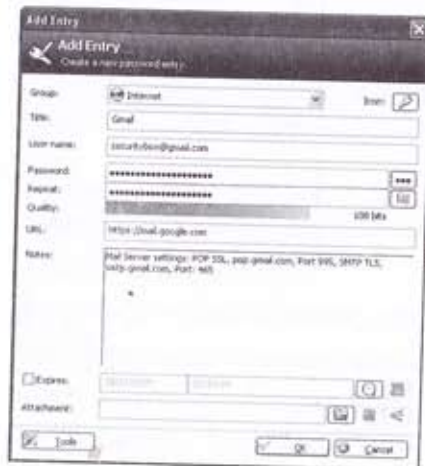 Add Entry
Add Entry
Create a new password entry.
Group: Internet Icon:
Title: Gmail
User name: securitybox@gmail.com
Password: ********************
Repeat: ********************
Quality: 108 bits
URL: https://mail.google.com
Notes: Mail Server settings: POP SSL, pop.gmail.com, Port 995, SMTP TLS,
smtp.gmail.com, Port: 465
Expires:
Attachment:
Tools OK Cancel